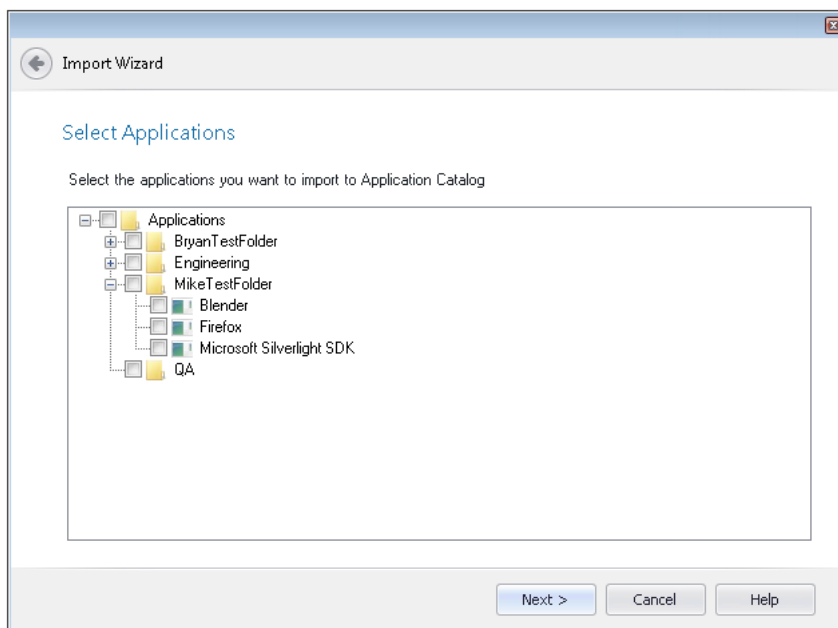 Import Wizard
Select Applications
Select the applications you want to import to Application Catalog
Applications
BryanTestFolder
Engineering
MikeTestFolder
Blender
Firefox
Microsoft Silverlight SDK
QA
Next > Cancel Help